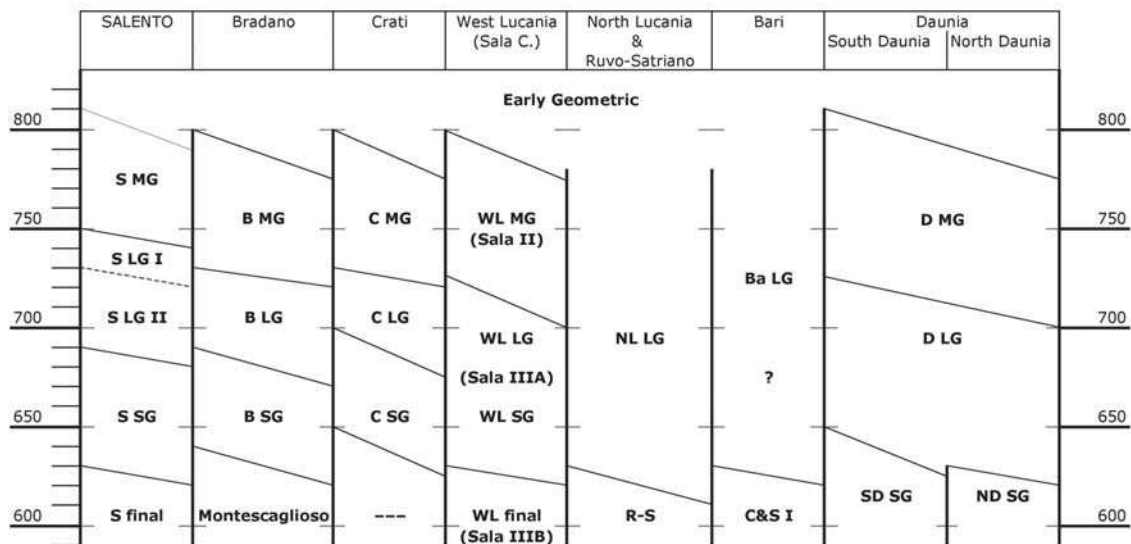 SALENTO Bradano Crati West Lucania (Sala C.) North Lucania & Ruvo-Satriano Bari Daunia
South Daunia North Daunia
Early Geometric
800 800
S MG
B MG C MG WL MG (Sala II) D MG
750 750
S LG I
Ba LG
S LG II B LG C LG
700 700
WL LG NL LG D LG
(Sala IIIA) ?
S SG B SG C SG WL SG
650 650
SD SG ND SG
S final Montescaglioso --- WL final (Sala IIIB) R-S C&S I
600 600